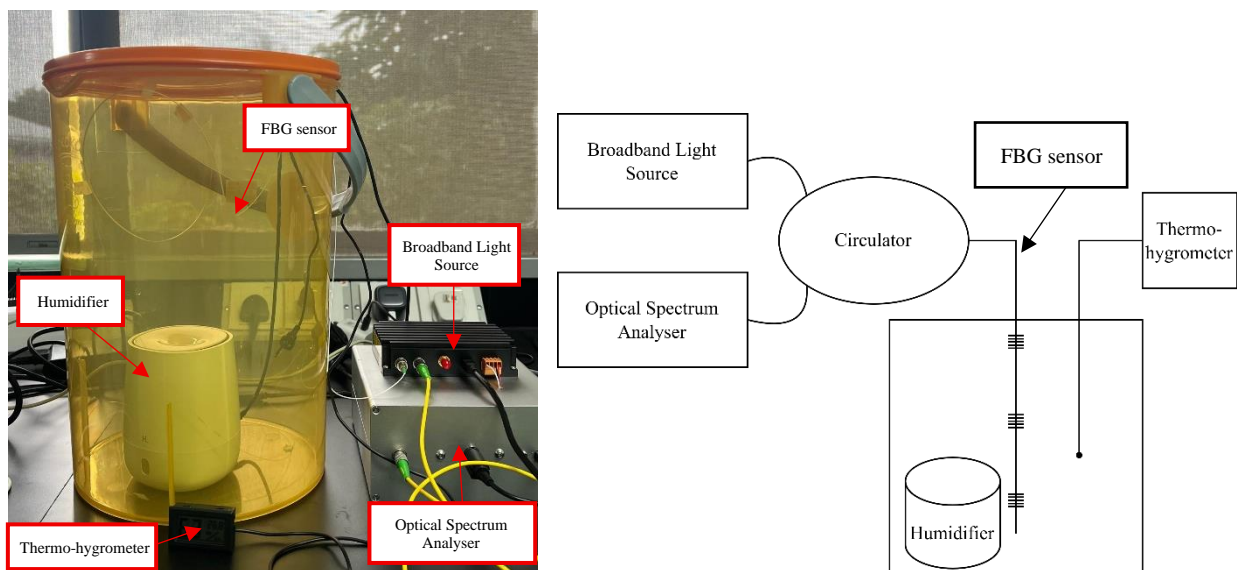 FBG sensor
Broadband Light
Source
Humidifier
Thermo-hygrometer
Optical Spectrum
Analyser
Broadband Light
Source
FBG sensor
Circulator
Thermo-
hygrometer
Optical Spectrum
Analyser
Humidifier